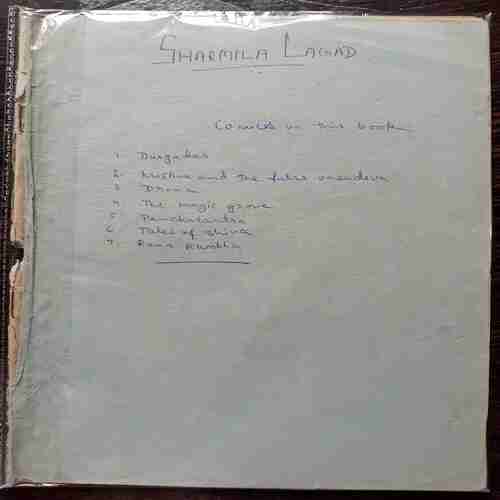 SHARMILA LAGAD
Comics in this book
1. Durgadas
2. Krishna and the false vasudeva
3. Drona
4. The magic grove
5. Panchatantra
6. Tales of Shiva
7. Rana Kumbha